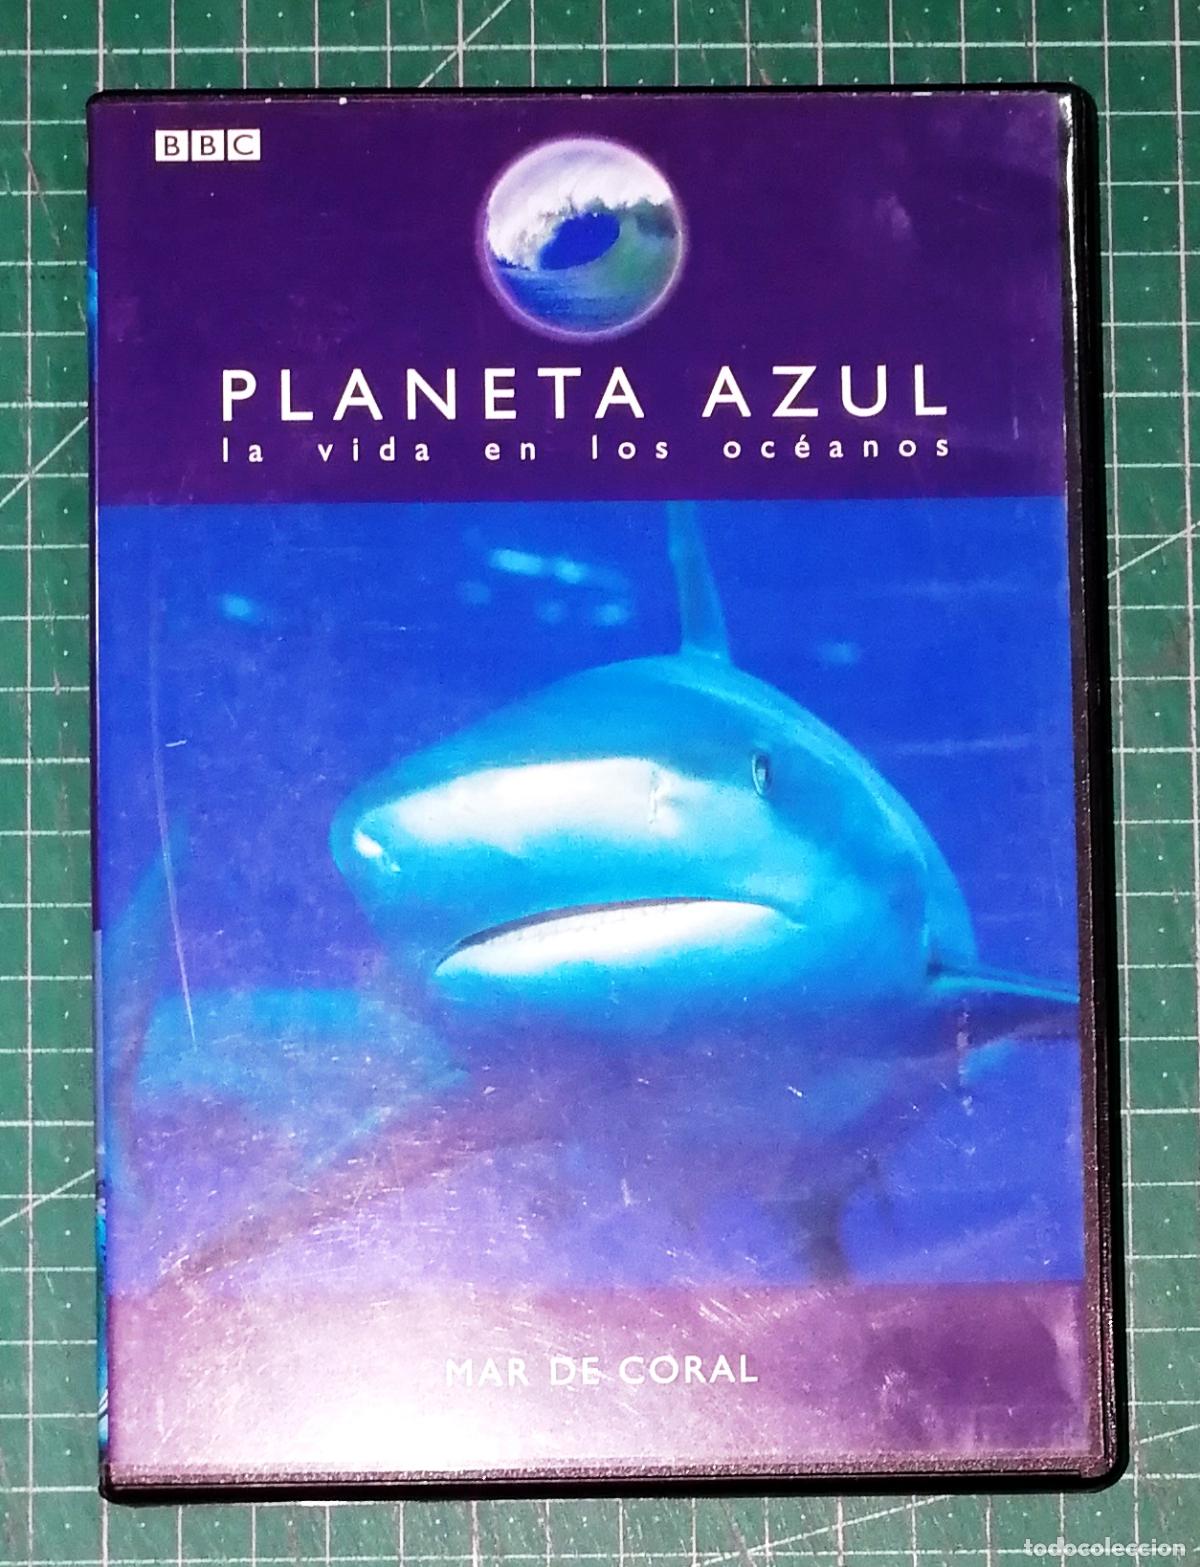 BBC
PLANETA AZUL
la vida en los océanos
MAR DE CORAL
todocoleccion